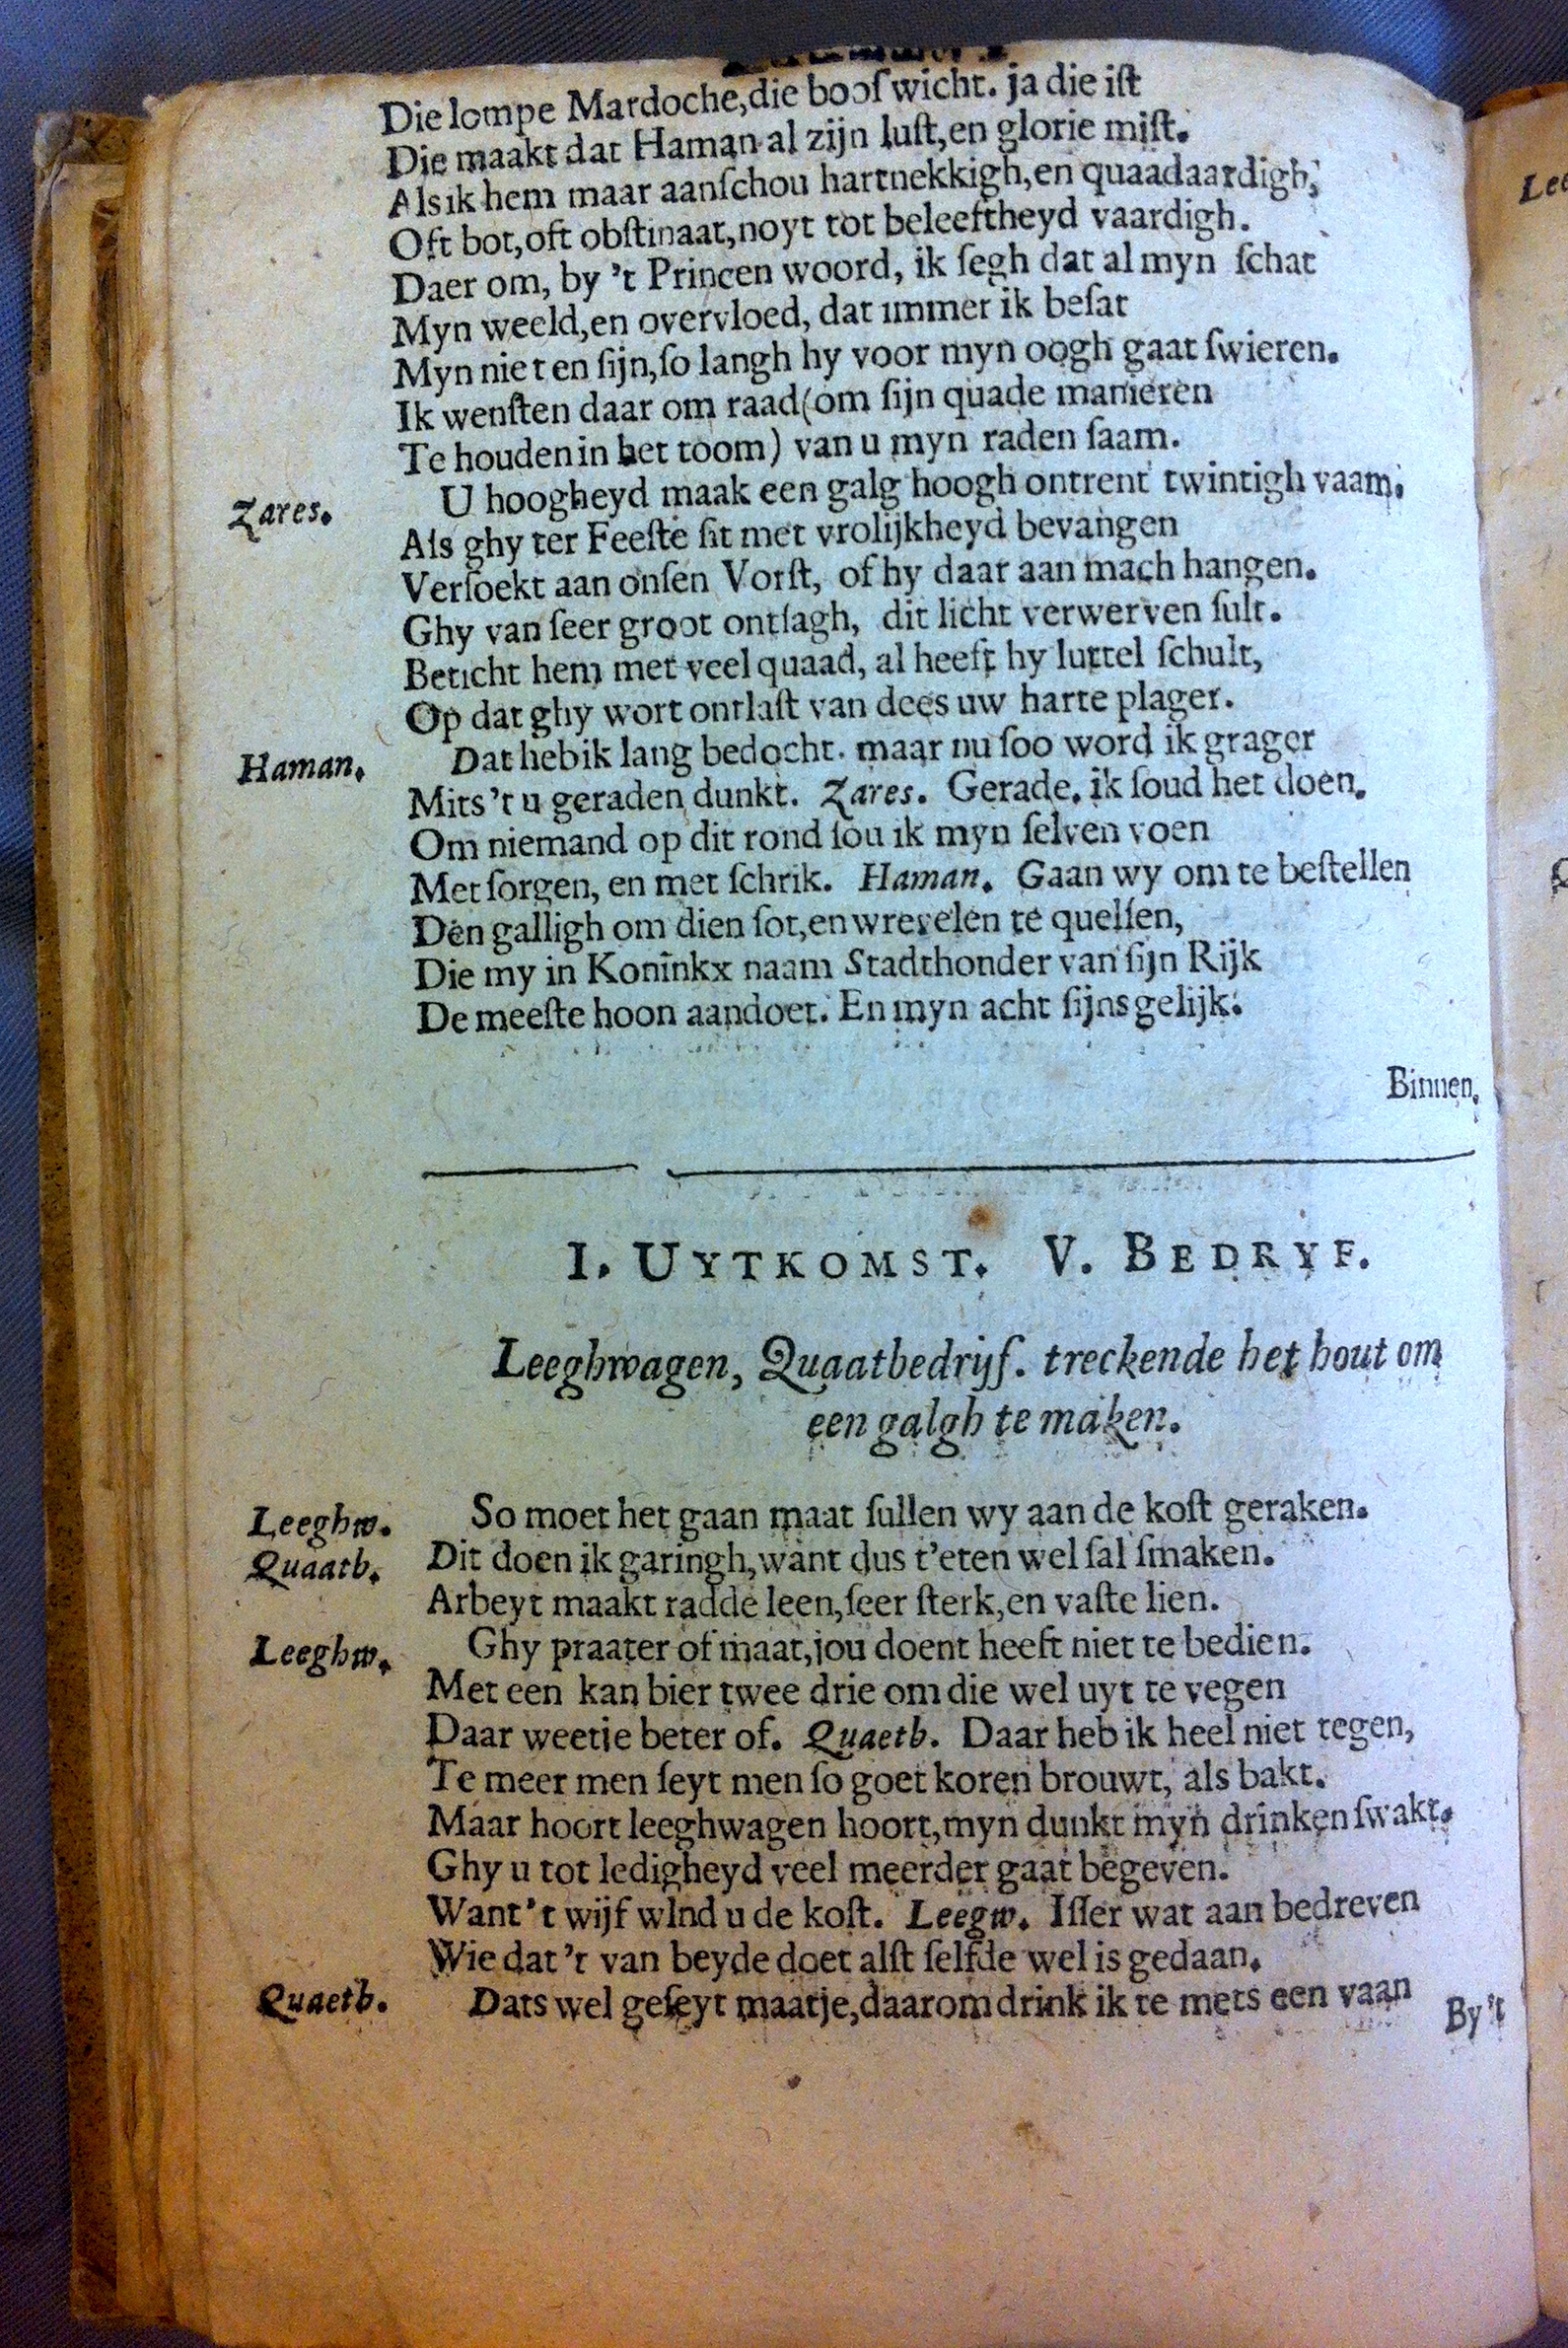 Die lompe Mardoche, die booſwicht. ja die iſt
Die maakt dat Haman al zijn luſt, en glorie miſt.
Als ik hem maar aanſchou hartnekkigh, en quaadaardigh,
Oft bot, oft obſtinaat, noyt tot beleeftheyd vaardigh.
Daer om, by 't Princen woord, ik ſegh dat al myn ſchat
Myn weeld, en overvloed, dat immer ik beſat
Myn niet en ſijn, ſo langh hy voor myn oogh gaat ſwieren.
Ik wenſten daar om raad (om ſijn quade manieren
Te houden in het toom) van u myn raden ſaam.
Zares. U hoogheyd maak een galg hoogh ontrent twintigh vaam,
Als ghy ter Feeſte ſit met vrolijkheyd bevangen
Verſoekt aan onſen Vorſt, of hy daar aan mach hangen.
Ghy van ſeer groot ontſagh, dit licht verwerven ſult.
Beticht hem met veel quaad, al heeft hy luttel ſchult,
Op dat ghy wort ontlaſt van dees uw harte plager.
Haman. Dat heb ik lang bedocht. maar nu ſoo word ik grager
Mits 't u geraden dunkt. Zares. Gerade. ik ſoud het doen.
Om niemand op dit rond ſou ik myn ſelven voen
Met ſorgen, en met ſchrik. Haman. Gaan wy om te beſtellen
Den galligh om dien ſot, en wrevelen te quellen,
Die my in Koninkx naam Stadthonder van ſijn Rijk
De meeſte hoon aandoet. En myn acht ſijns gelijk.
Binnen.
I. UYTKOMST. V. BEDRYF.
Leeghwagen, Quaatbedrijf. treckende het hout om
een galgh te maken.
Leeghw. So moet het gaan maat ſullen wy aan de koſt geraken.
Quaatb. Dit doen ik garingh, want dus t'eten wel ſal ſmaken.
Arbeyt maakt radde leen, ſeer ſterk, en vaſte lien.
Leeghw. Ghy praater of maat, jou doent heeft niet te bedien.
Met een kan bier twee drie om die wel uyt te vegen
Daar weetje beter of. Quaetb. Daar heb ik heel niet tegen,
Te meer men ſeyt men ſo goet koren brouwt, als bakt.
Maar hoort leeghwagen hoort, myn dunkt myn drinken ſwakt.
Ghy u tot ledigheyd veel meerder gaat begeven.
Want 't wijf wlnd u de koſt. Leegw. Iſſer wat aan bedreven
Wie dat 't van beyde doet alſt ſelfde wel is gedaan.
Quaetb. Dats wel geſeyt maatje, daarom drink ik te mets een vaan
By 't